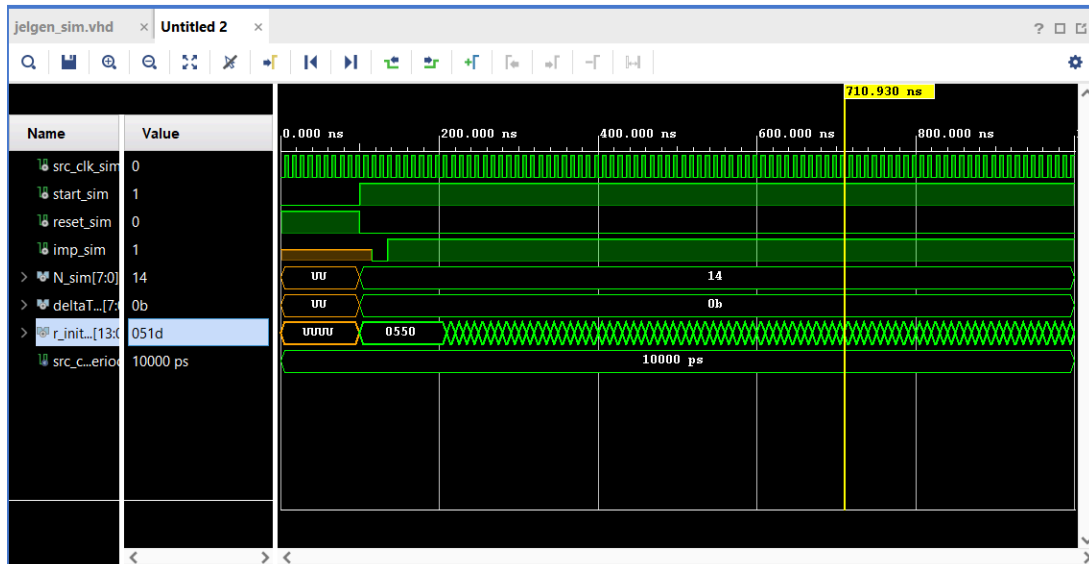 jelgen_sim.vhd × Untitled 2 × ?
710.930 ns
Name Value 0.000 ns 200.000 ns 400.000 ns 600.000 ns 800.000 ns
src_clk_sim 0
start_sim 1
reset_sim 0
imp_sim 1
N_sim[7:0] 14 UU 14
deltaT...[7:( 0b UU 0b
r_init...[13:0 051d UUUU 0550
src_c...erioc 10000 ps 10000 ps